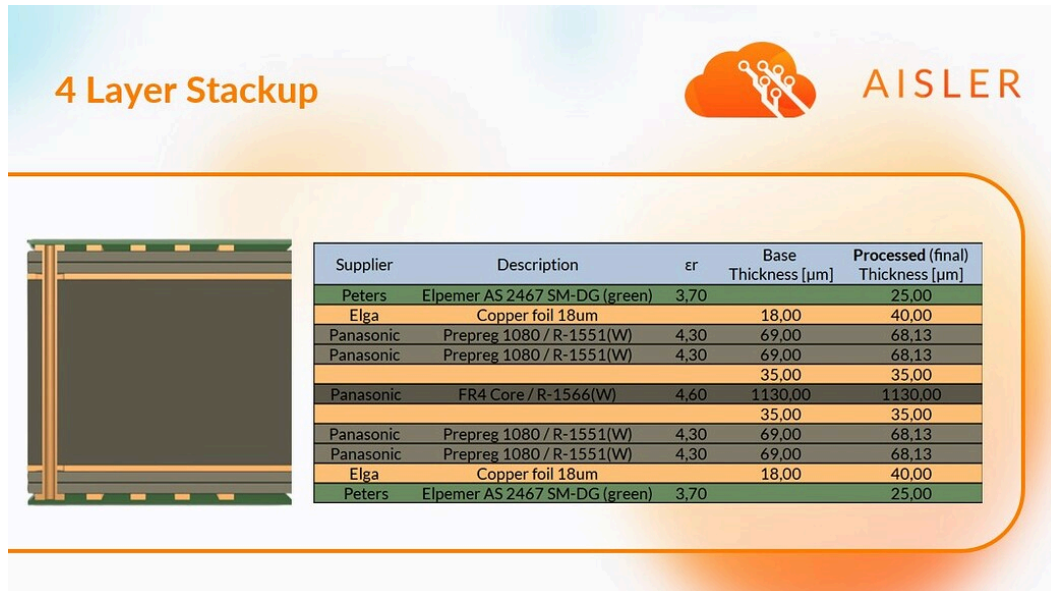 4 Layer Stackup
AISLER
Supplier Description εr Base Thickness [µm] Processed (final) Thickness [µm]
Peters Elpemer AS 2467 SM-DG (green) 3,70 25,00
Elga Copper foil 18um 18,00 40,00
Panasonic Prepreg 1080 / R-1551(W) 4,30 69,00 68,13
Panasonic Prepreg 1080 / R-1551(W) 4,30 69,00 68,13
35,00 35,00
Panasonic FR4 Core / R-1566(W) 4,60 1130,00 1130,00
35,00 35,00
Panasonic Prepreg 1080 / R-1551(W) 4,30 69,00 68,13
Panasonic Prepreg 1080 / R-1551(W) 4,30 69,00 68,13
Elga Copper foil 18um 18,00 40,00
Peters Elpemer AS 2467 SM-DG (green) 3,70 25,00